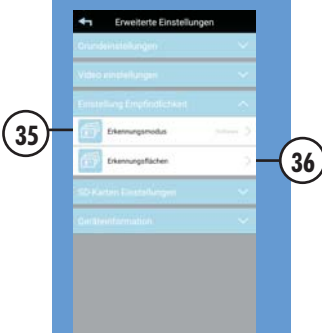 Erweiterte Einstellungen
Grundeinstellungen
Video einstellungen
Einstellung Empfindlichkeit
35
Erkennungsmodus
Erkennungsflächen
36
SD-Karten Einstellungen
Geräteinformation